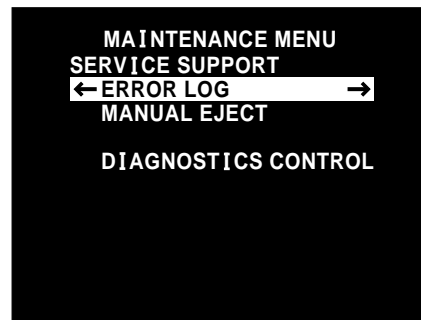 MAINTENANCE MENU
SERVICE SUPPORT
←ERROR LOG →
MANUAL EJECT
DIAGNOSTICS CONTROL